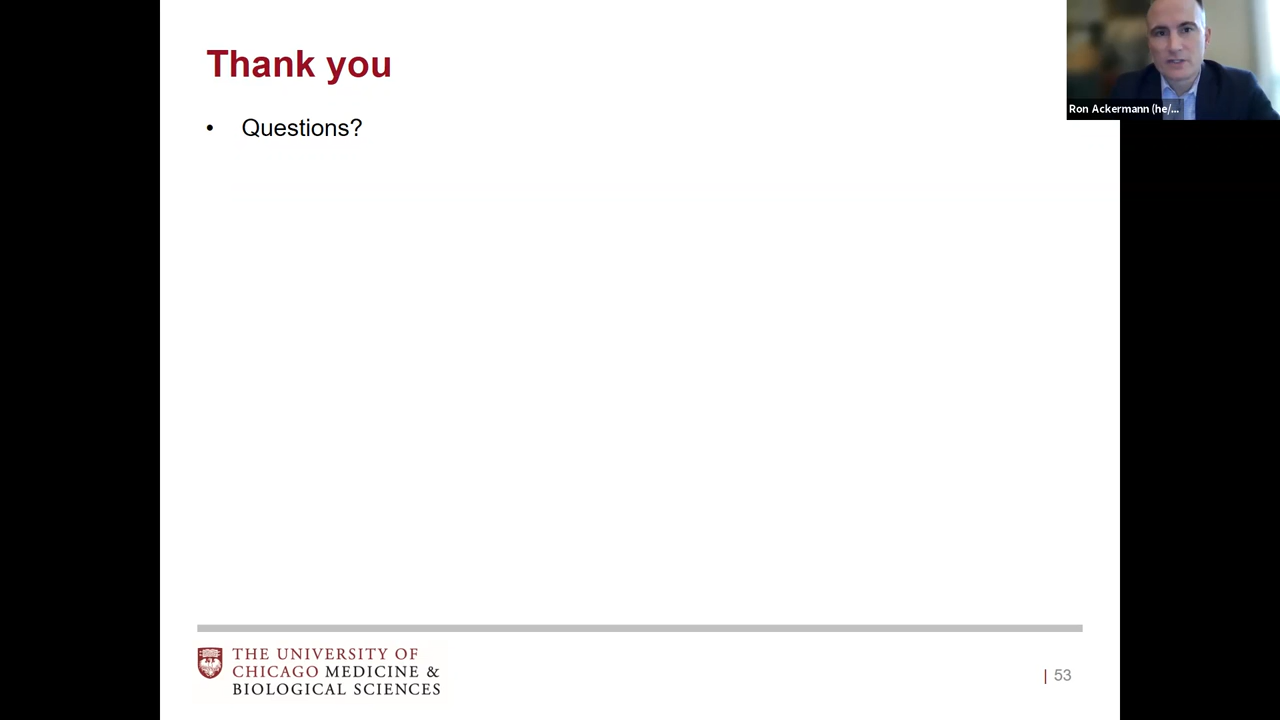 Thank you
• Questions?
Ron Ackermann (he/...
THE UNIVERSITY OF
CHICAGO MEDICINE &
BIOLOGICAL SCIENCES
| 53